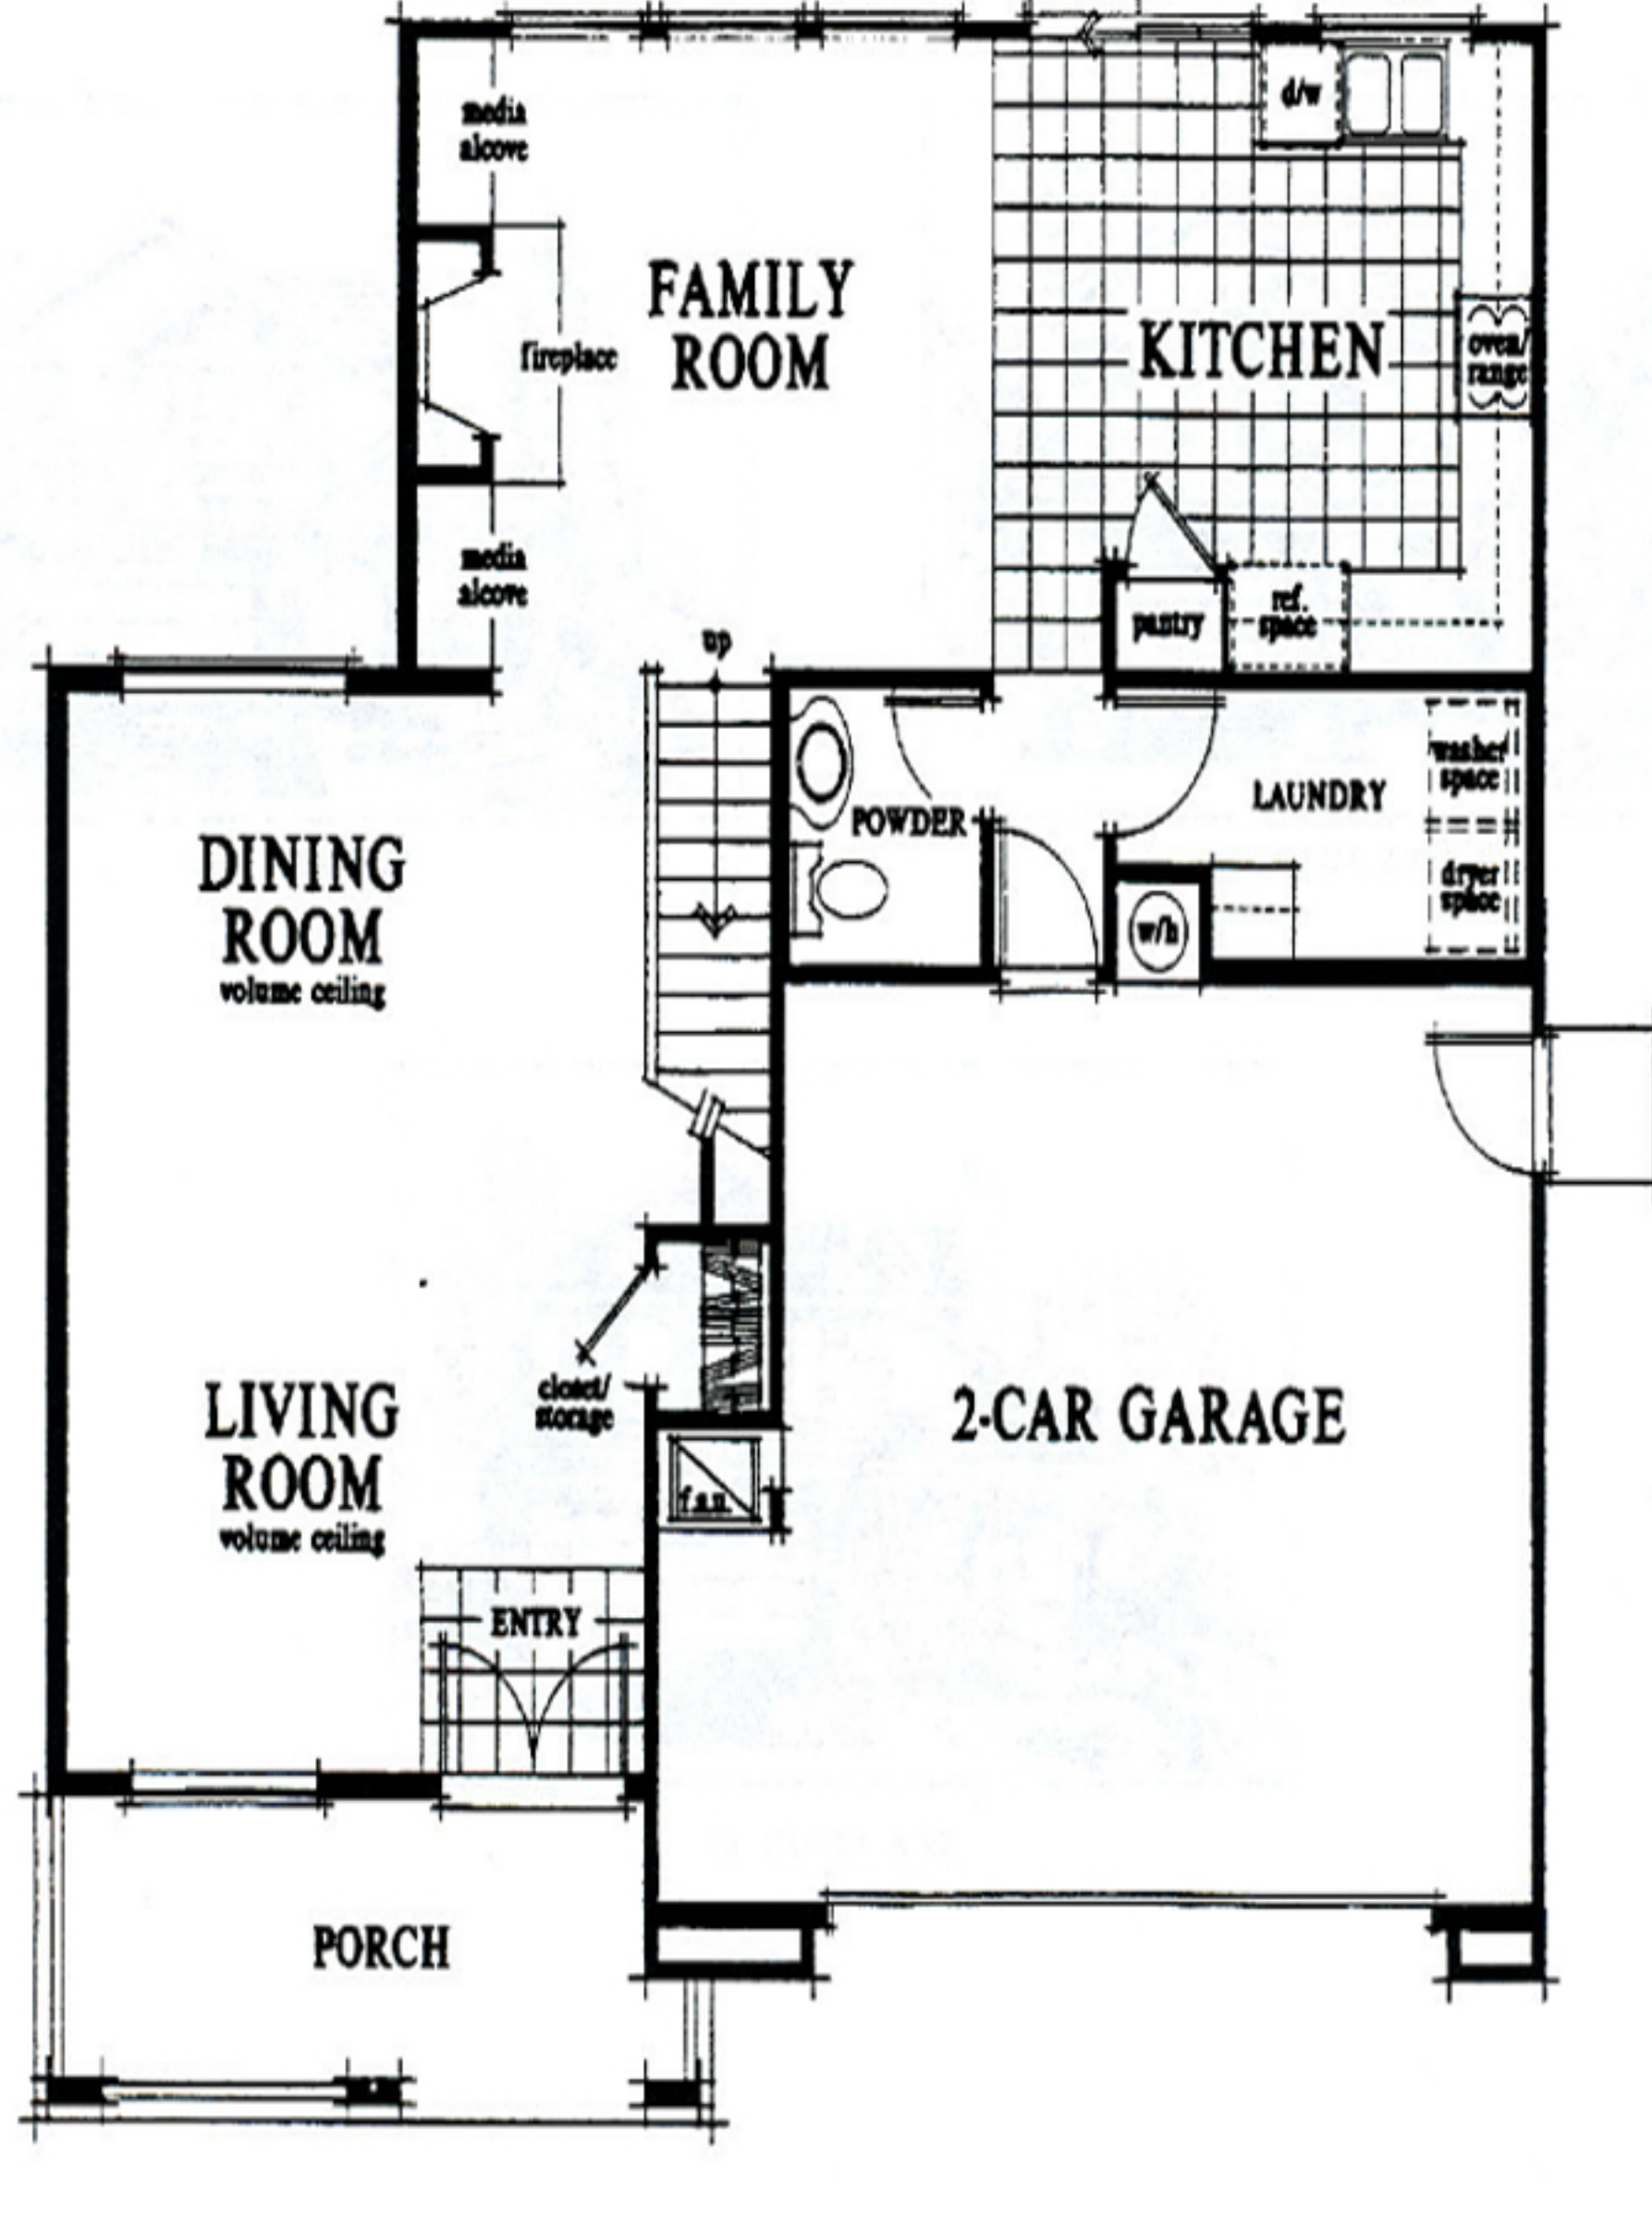 media
alcove
d/w
FAMILY
ROOM
KITCHEN
fireplace
oven/
range
media
alcove
pantry
ref.
space
up
washer
space
LAUNDRY
POWDER
DINING
ROOM
volume ceiling
dryer
space
w/h
closet/
storage
LIVING
ROOM
volume ceiling
2-CAR GARAGE
f.a.u.
ENTRY
PORCH